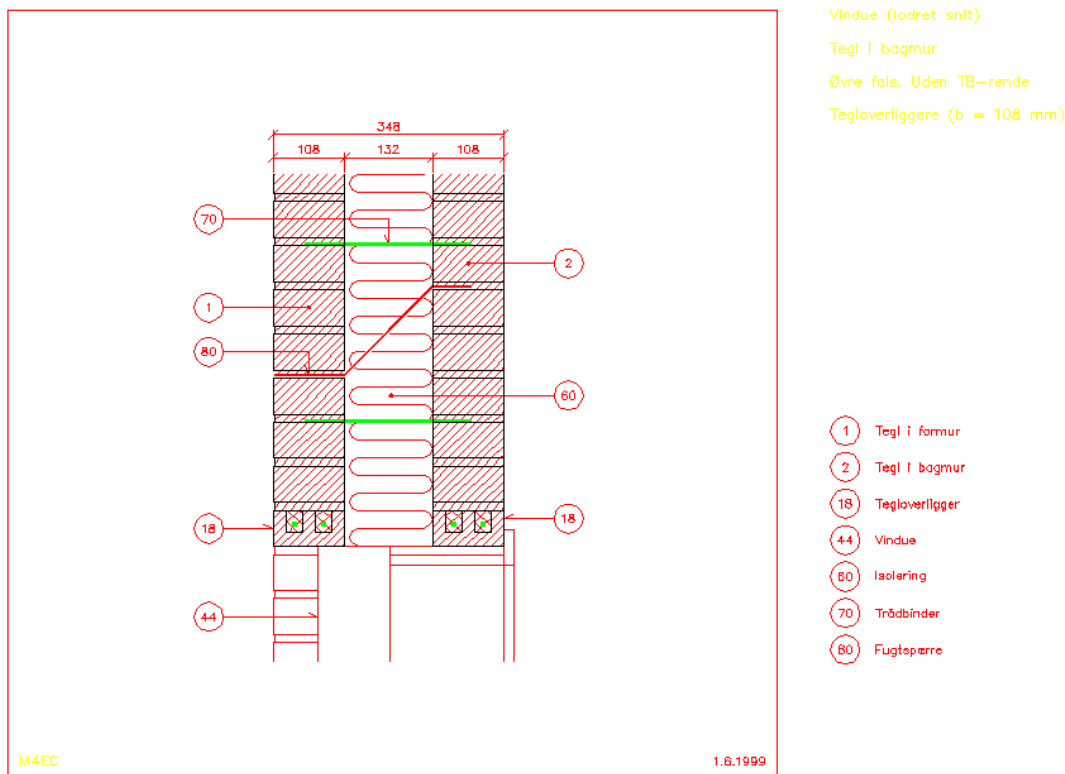 Vindue (lodret snit)
Tegl i bagmur
Øvre fals. Uden TB-rende
Tegloverliggere (b = 108 mm)
348
108 132 108
70
2
1
80
60
18
18
44
1 Tegl i formur
2 Tegl i bagmur
18 Tegloverligger
44 Vindue
60 Isolering
70 Trådbinder
80 Fugtspærre
M4EC
1.6.1999